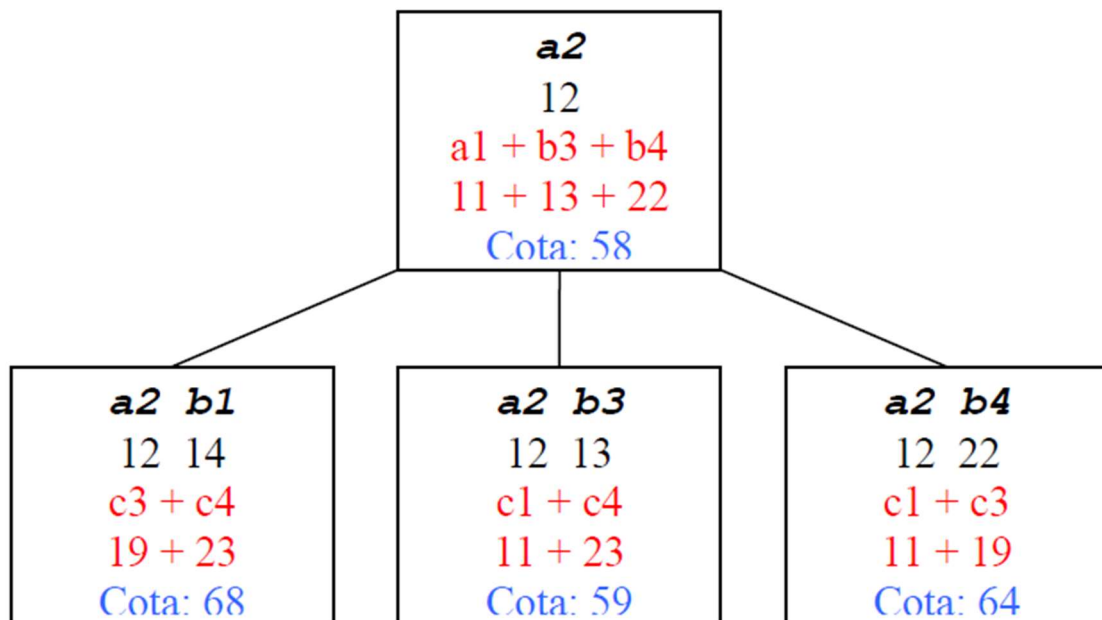 a2
12
a1 + b3 + b4
11 + 13 + 22
Cota: 58
a2 b1
12 14
c3 + c4
19 + 23
Cota: 68
a2 b3
12 13
c1 + c4
11 + 23
Cota: 59
a2 b4
12 22
c1 + c3
11 + 19
Cota: 64